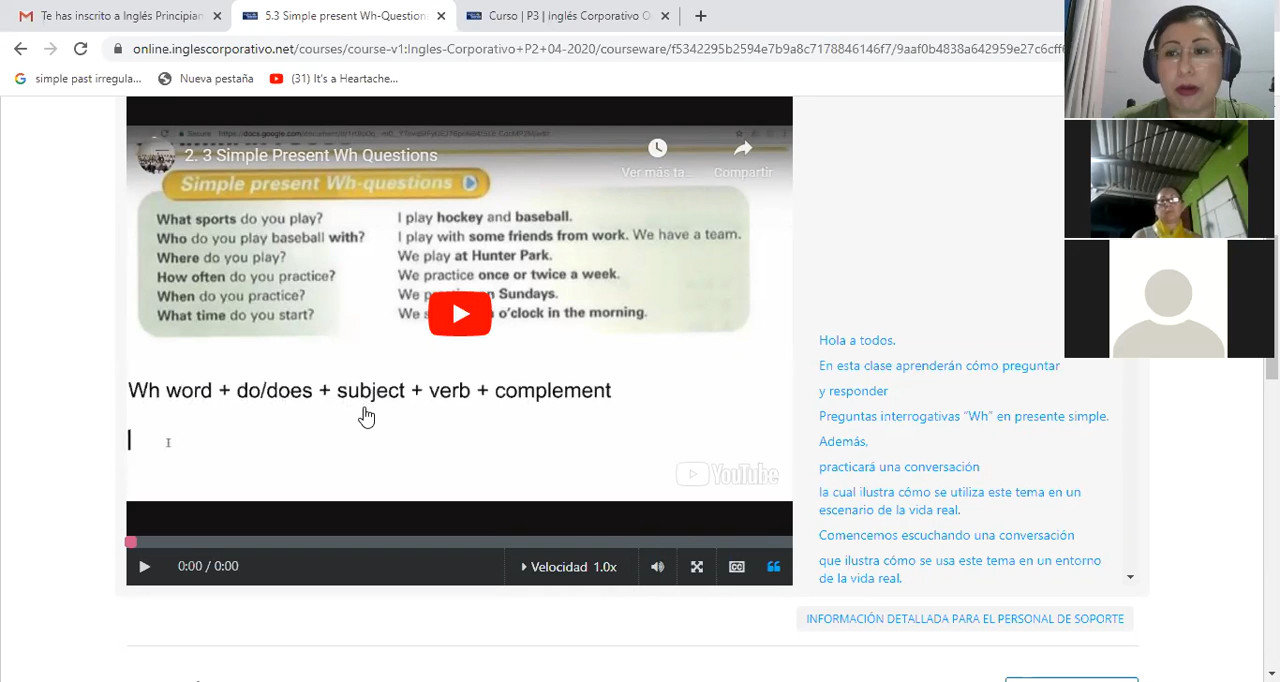 Te has inscrito a Inglés Principian
5.3 Simple present Wh-Question
Curso | P3 | Inglés Corporativo O
online.inglescorporativo.net/courses/course-v1:Ingles-Corporativo+P2+04-2020/courseware/f5342295b2594e7b9a8c7178846146f7/9aaf0b4838a642959e27c6cff
simple past irregula...
Nueva pestaña
(31) It's a Heartache...
2. 3 Simple Present Wh Questions
Ver más ta...
Compartir
Simple present Wh-questions
What sports do you play? I play hockey and baseball.
Who do you play baseball with? I play with some friends from work. We have a team.
Where do you play? We play at Hunter Park.
How often do you practice? We practice once or twice a week.
When do you practice? We Sundays.
What time do you start? We o'clock in the morning.
Wh word + do/does + subject + verb + complement
YouTube
0:00 / 0:00
Velocidad 1.0x
Hola a todos.
En esta clase aprenderán cómo preguntar
y responder
Preguntas interrogativas "Wh" en presente simple.
Además,
practicará una conversación
la cual ilustra cómo se utiliza este tema en un
escenario de la vida real.
Comencemos escuchando una conversación
que ilustra cómo se usa este tema en un entorno
de la vida real.
INFORMACIÓN DETALLADA PARA EL PERSONAL DE SOPORTE